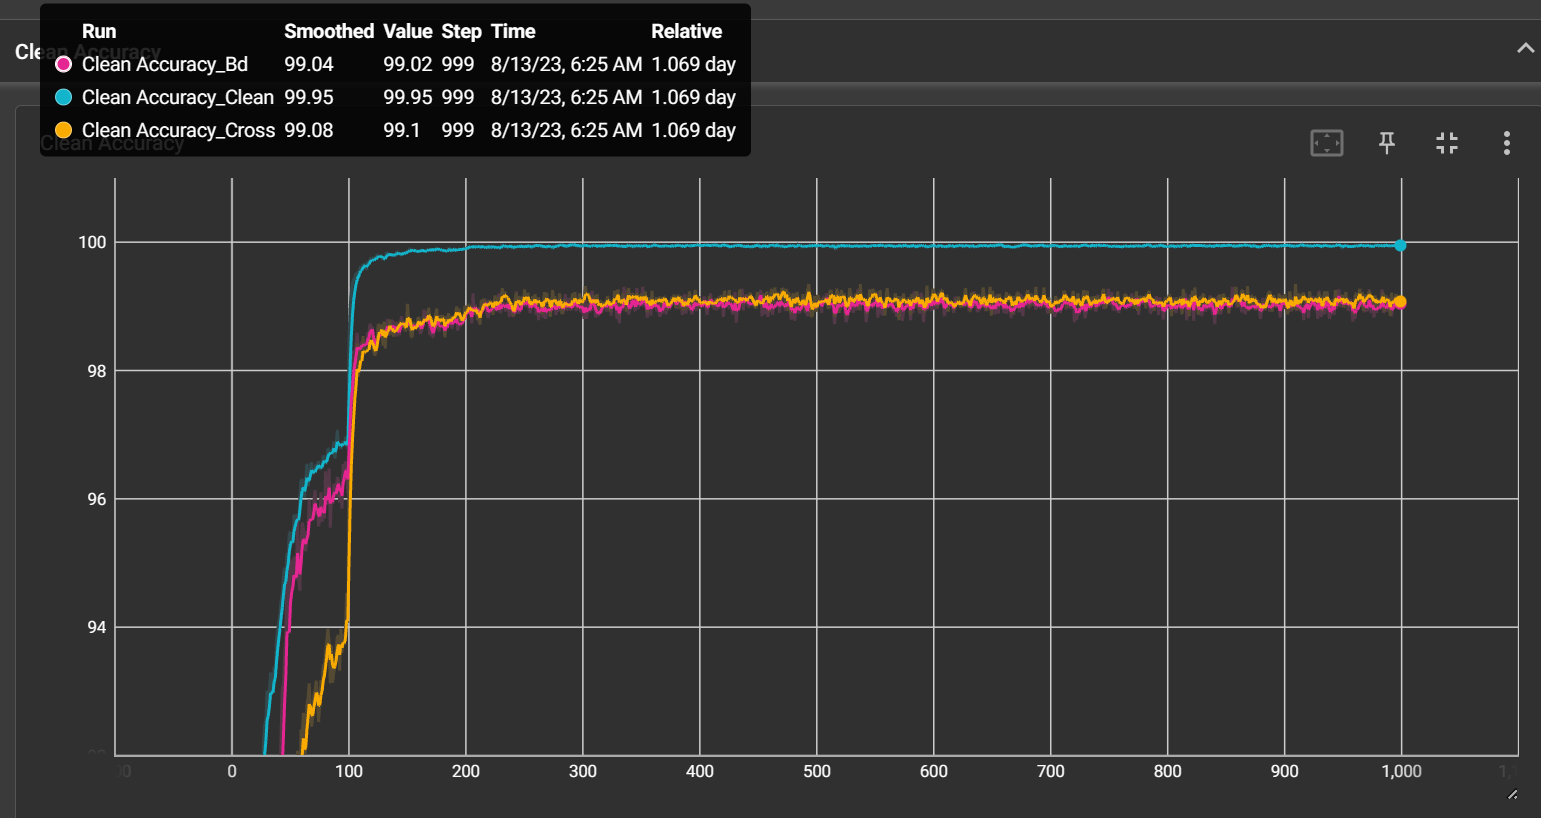 Run Smoothed Value Step Time Relative
Clean Accuracy
Clean Accuracy_Bd 99.04 99.02 999 8/13/23, 6:25 AM 1.069 day
Clean Accuracy_Clean 99.95 99.95 999 8/13/23, 6:25 AM 1.069 day
Clean Accuracy_Cross 99.08 99.1 999 8/13/23, 6:25 AM 1.069 day
Clean Accuracy
100
98
96
94
0 100 200 300 400 500 600 700 800 900 1,000